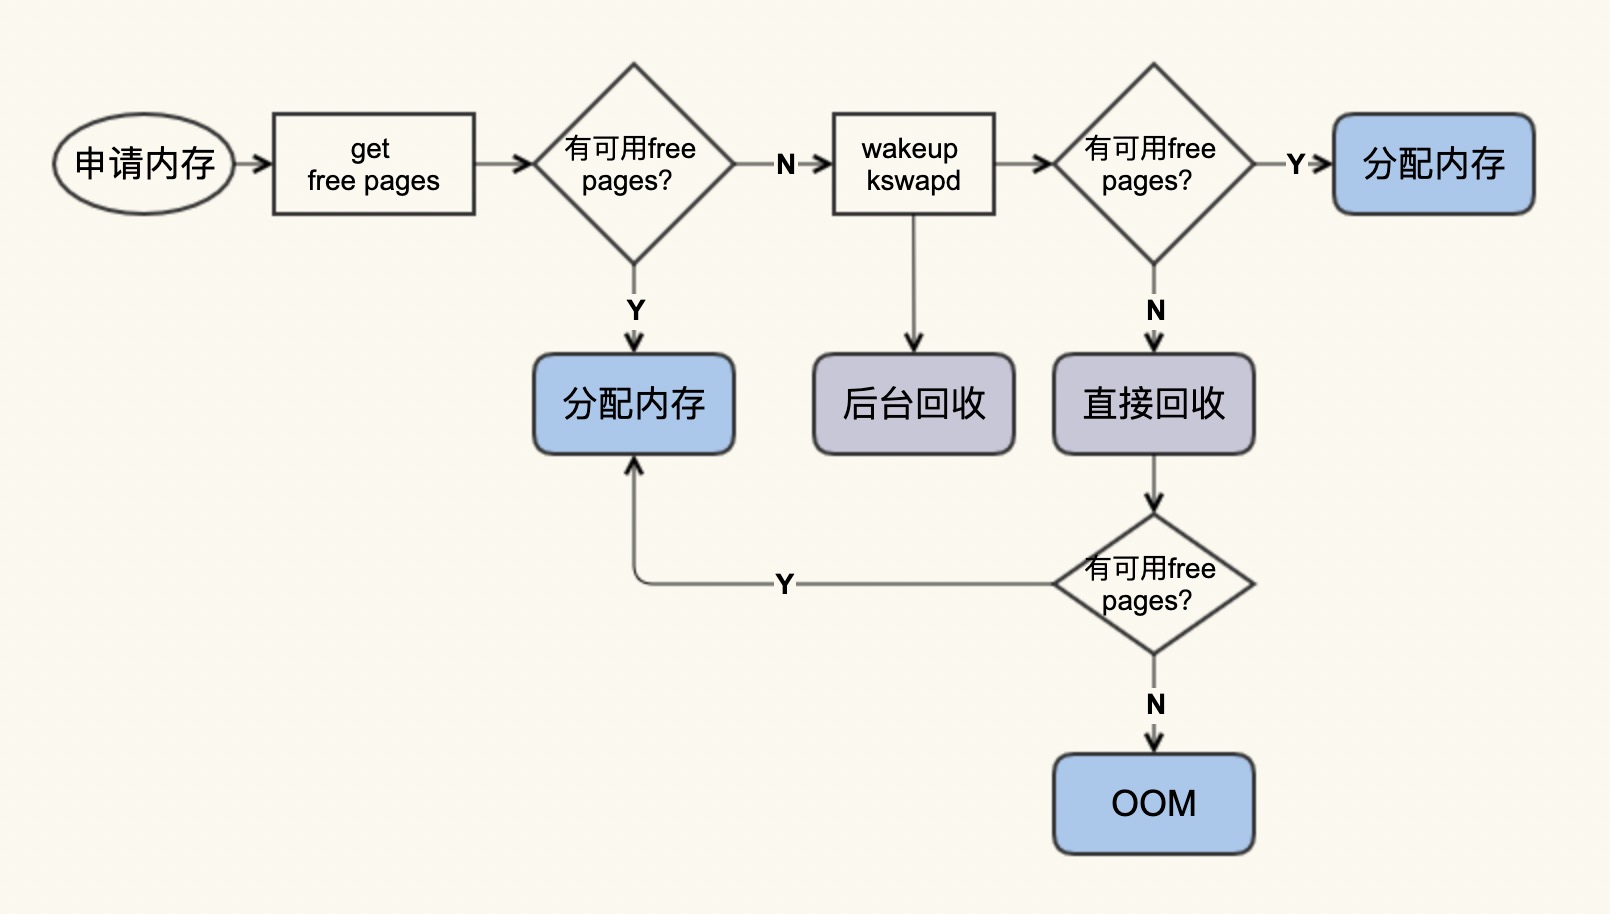 申请内存
get
free pages
有可用free
pages?
N
wakeup
kswapd
有可用free
pages?
Y
分配内存
Y
N
分配内存
后台回收
直接回收
有可用free
pages?
Y
N
OOM